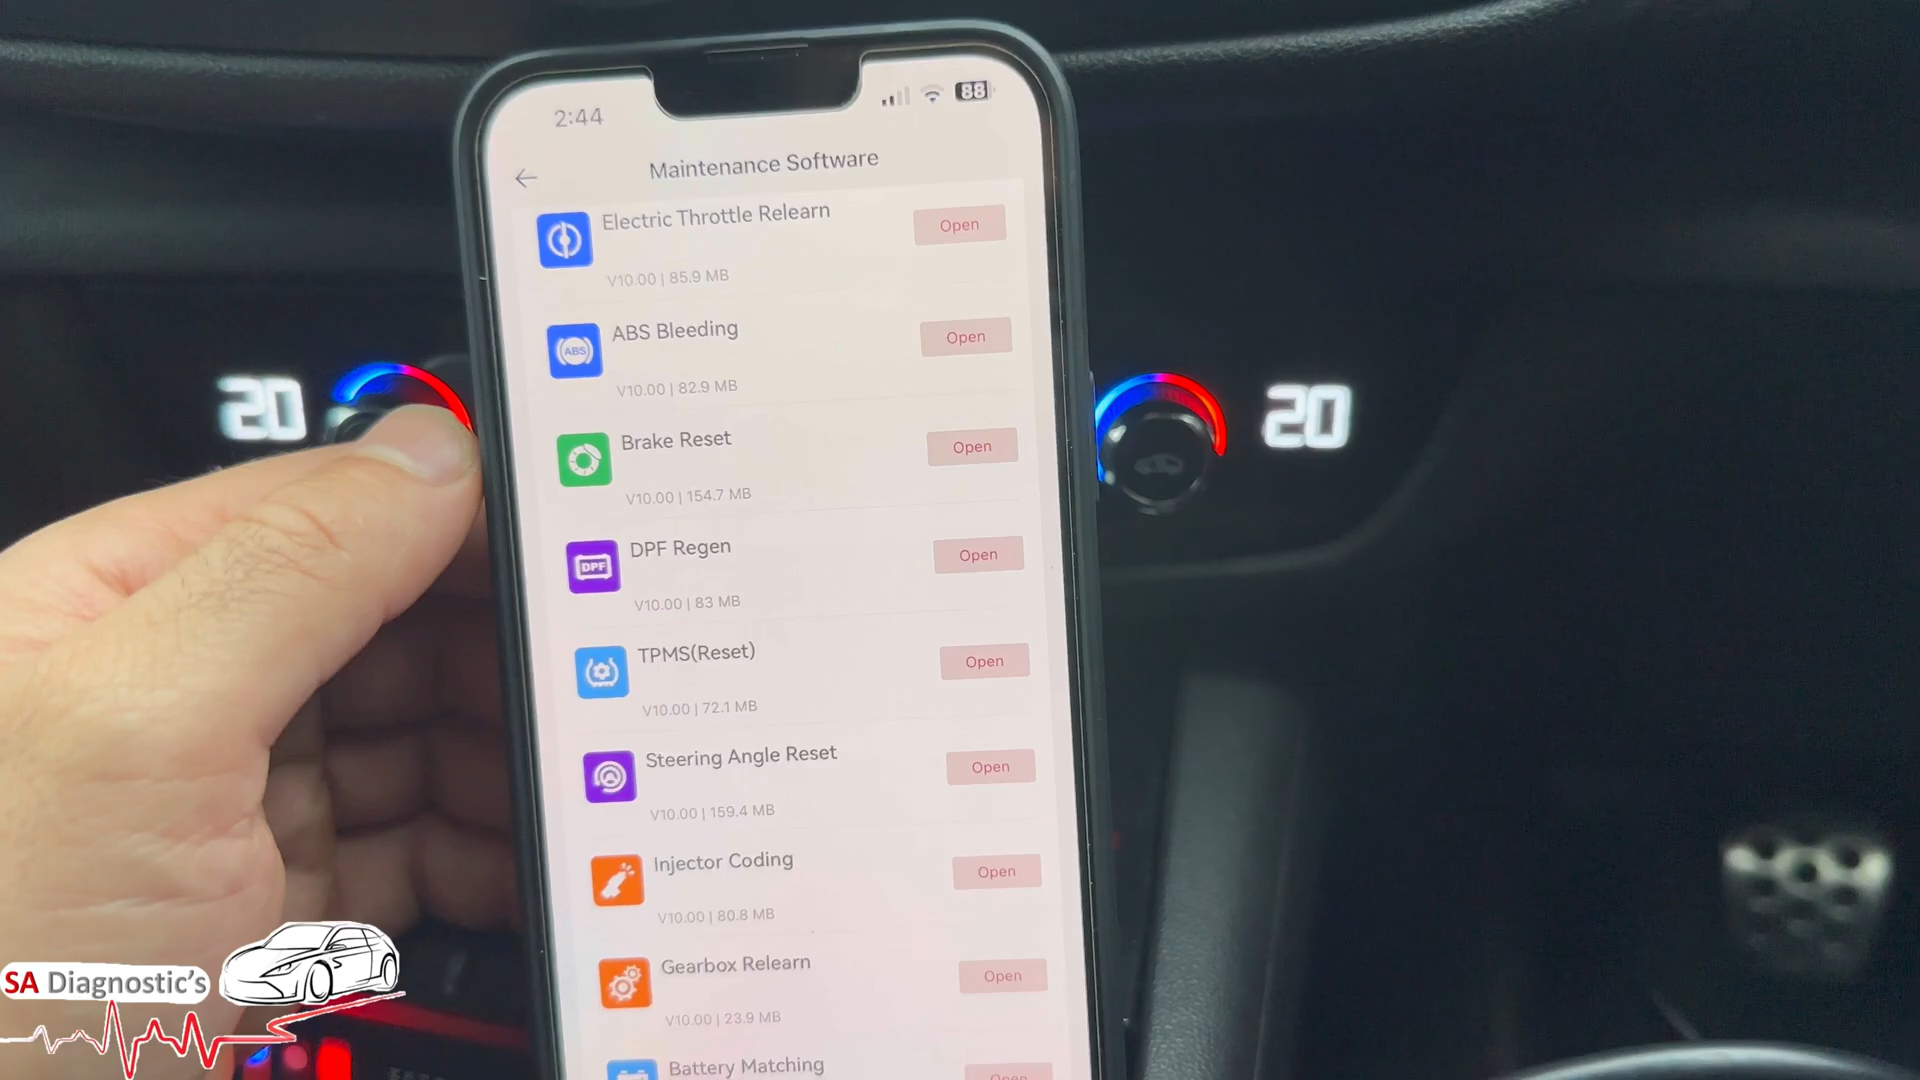 2:44
88
Maintenance Software
Electric Throttle Relearn
Open
V10.00 | 85.9 MB
ABS
ABS Bleeding
Open
V10.00 | 82.9 MB
Brake Reset
Open
V10.00 | 154.7 MB
DPF
DPF Regen
Open
V10.00 | 83 MB
TPMS(Reset)
Open
V10.00 | 72.1 MB
Steering Angle Reset
Open
V10.00 | 159.4 MB
Injector Coding
Open
V10.00 | 80.8 MB
Gearbox Relearn
Open
V10.00 | 23.9 MB
Battery Matching
Open
20
20
SA Diagnostic's